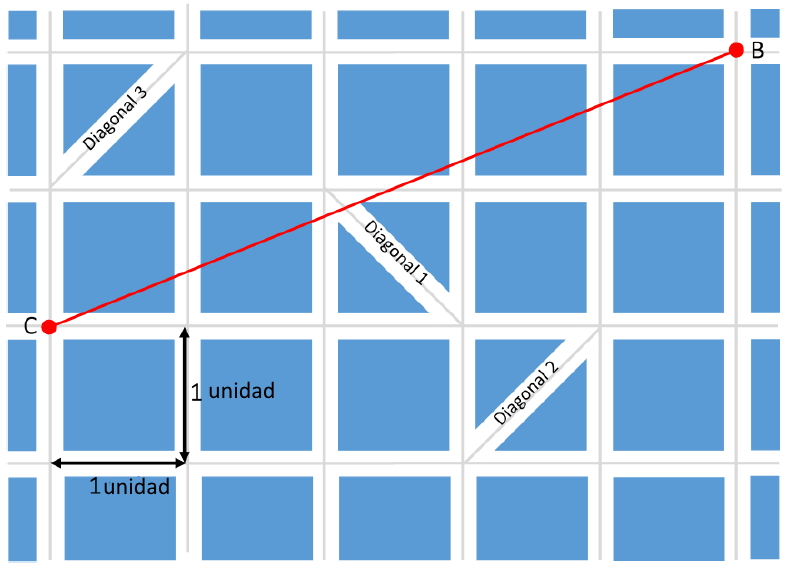 B
Diagonal 3
Diagonal 1
C
1 unidad
Diagonal 2
1unidad